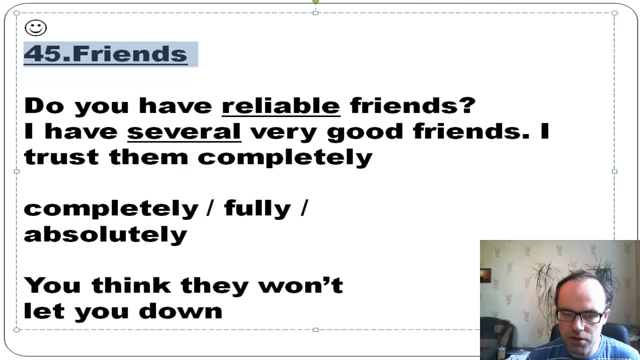 45.Friends
Do you have reliable friends?
I have several very good friends. I
trust them completely
completely / fully /
absolutely
You think they won't
let you down